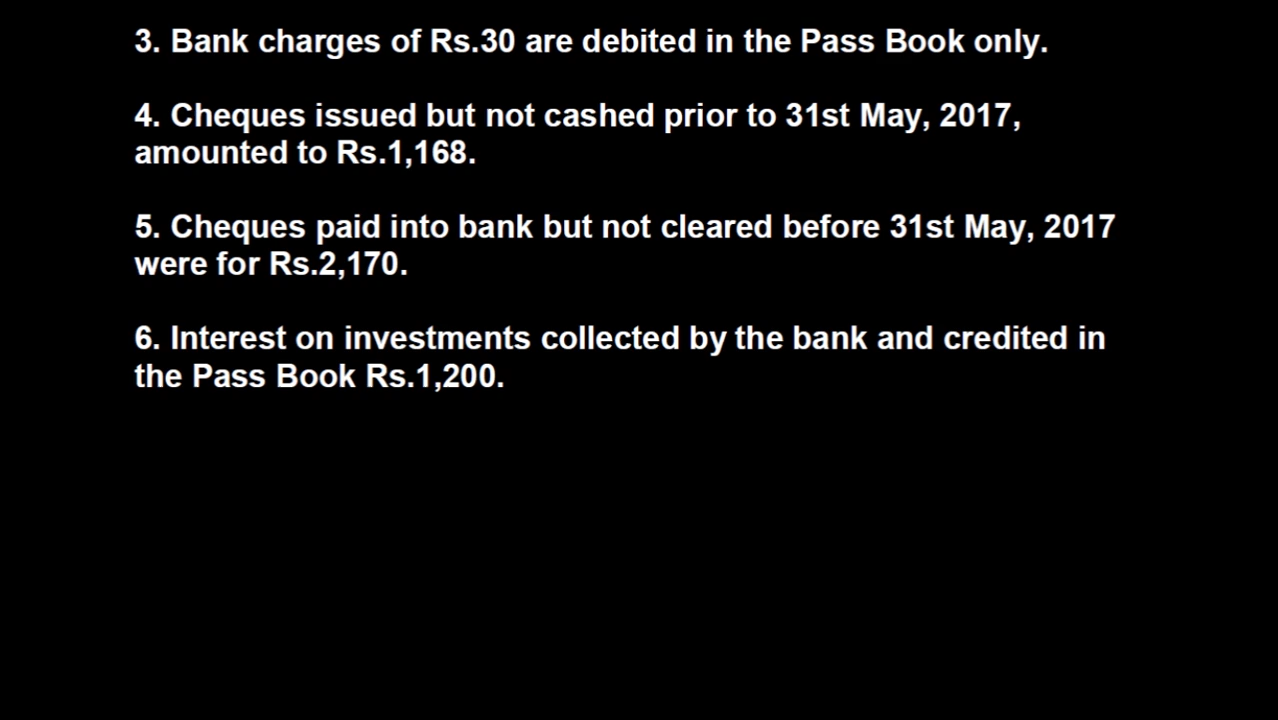 3. Bank charges of Rs.30 are debited in the Pass Book only.
4. Cheques issued but not cashed prior to 31st May, 2017,
amounted to Rs.1,168.
5. Cheques paid into bank but not cleared before 31st May, 2017
were for Rs.2,170.
6. Interest on investments collected by the bank and credited in
the Pass Book Rs.1,200.